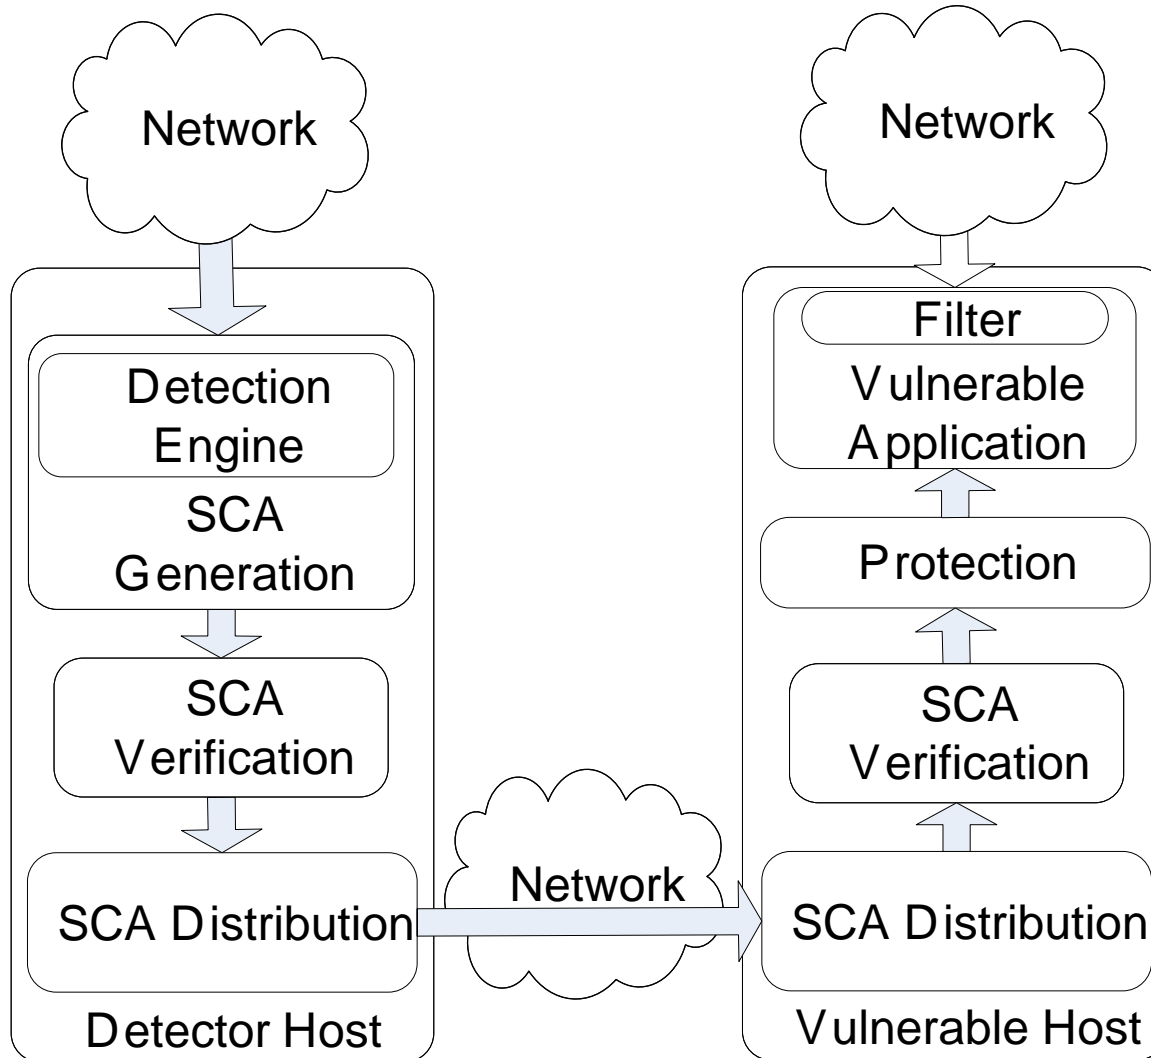 Network
Detection
Engine
SCA
Generation
SCA
Verification
SCA Distribution
Detector Host
Network
Network
Filter
Vulnerable
Application
Protection
SCA
Verification
SCA Distribution
Vulnerable Host